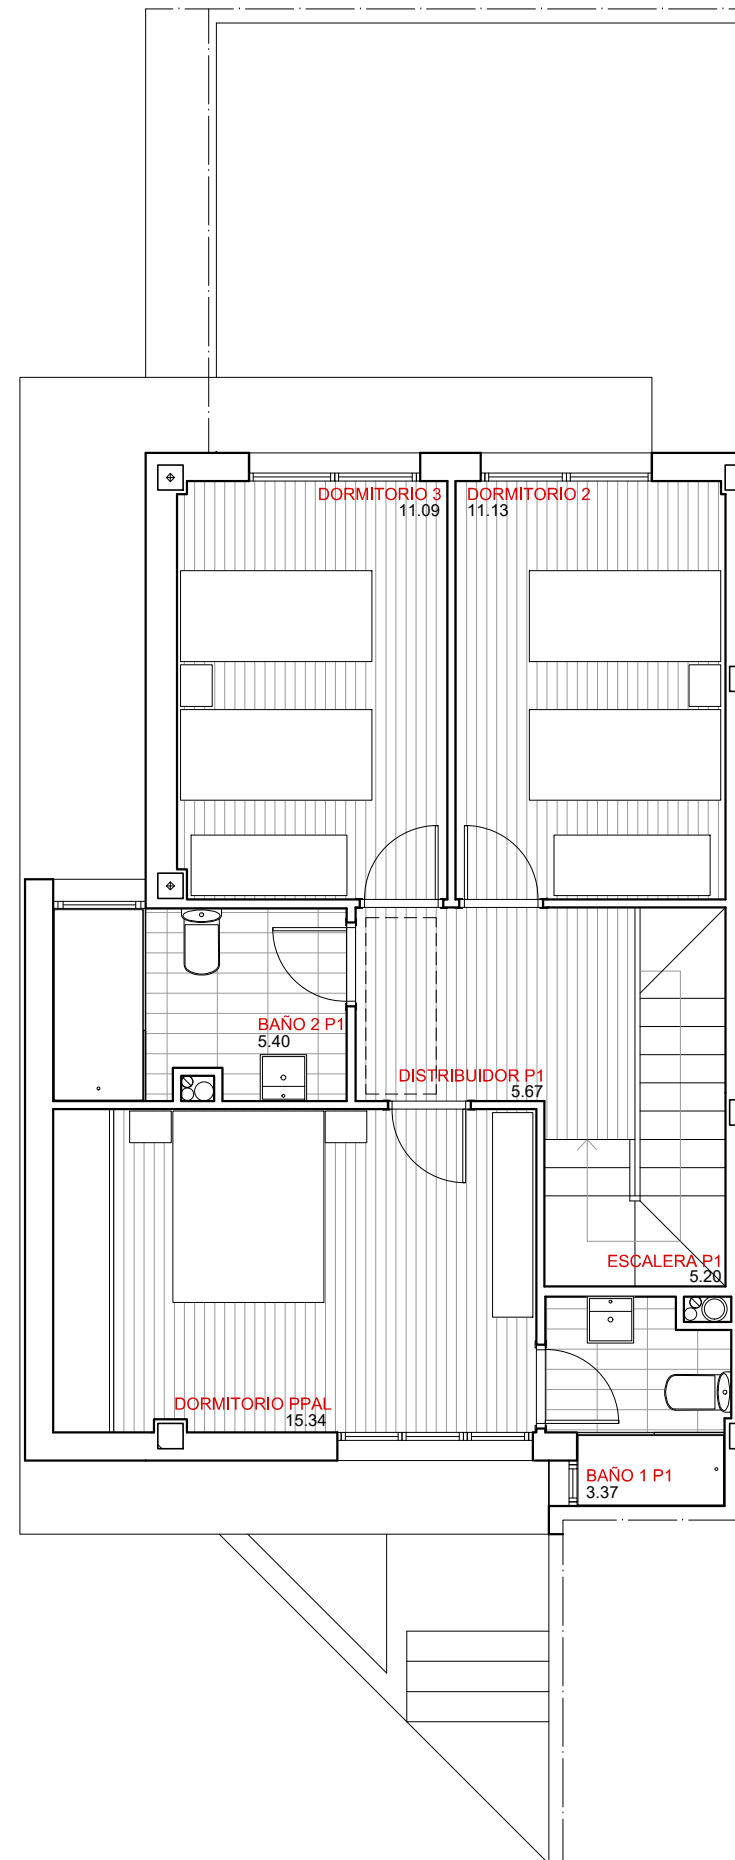 DORMITORIO 3
11.09
DORMITORIO 2
11.13
BAÑO 2 P1
5.40
DISTRIBUIDOR P1
5.67
ESCALERA P1
5.20
DORMITORIO PPAL
15.34
BAÑO 1 P1
3.37